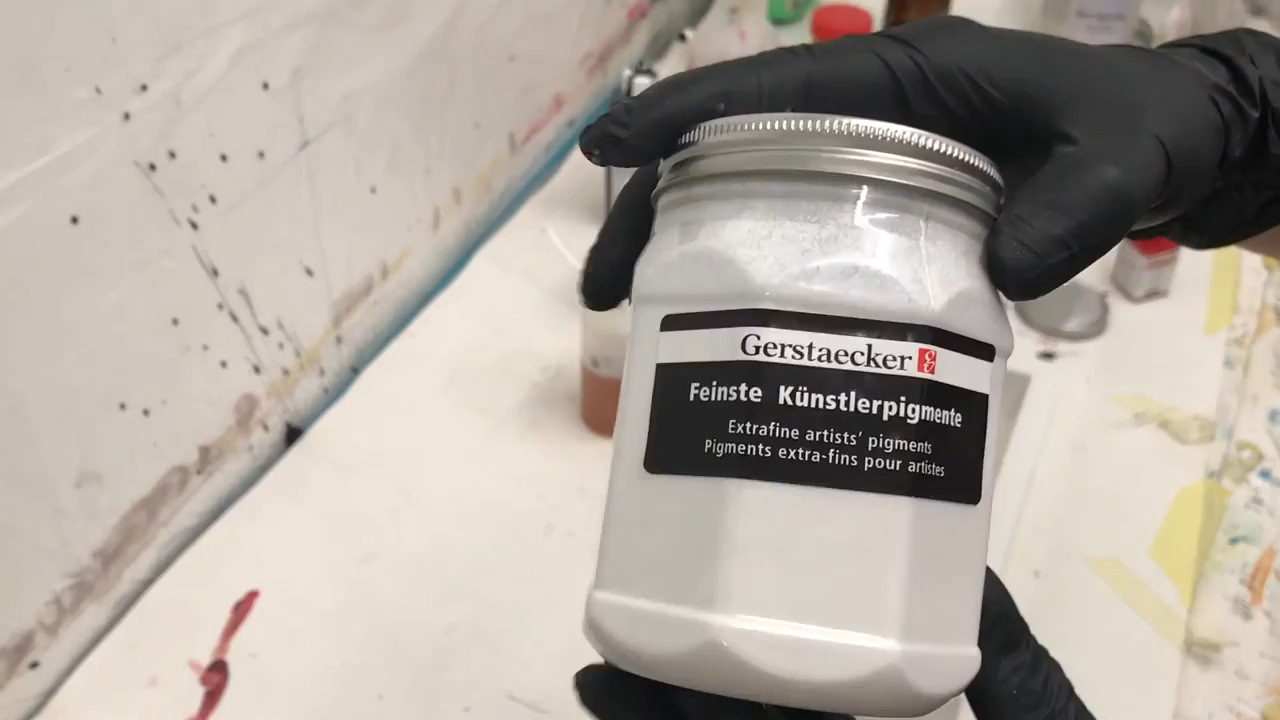 Gerstaecker
Feinste Künstlerpigmente
Extrafine artists' pigments
Pigments extra-fins pour artistes